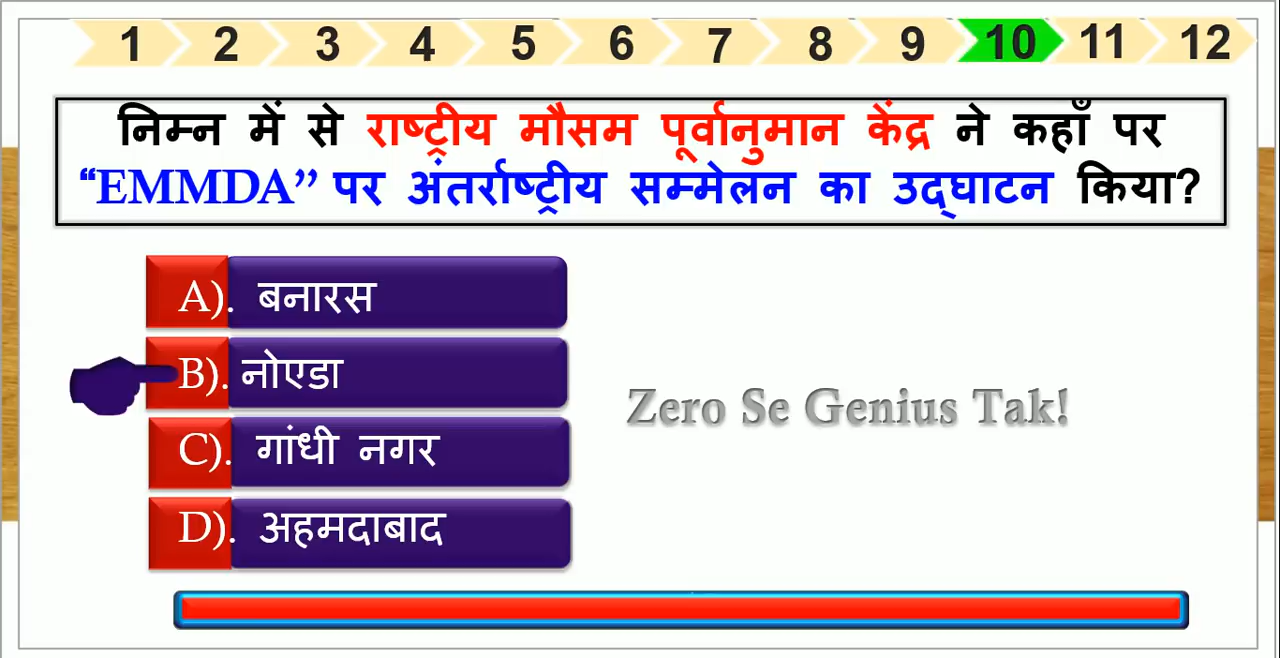 1 2 3 4 5 6 7 8 9 10 11 12
निम्न में से राष्ट्रीय मौसम पूर्वानुमान केंद्र ने कहाँ पर
“EMMDA” पर अंतर्राष्ट्रीय सम्मेलन का उद्घाटन किया?
A). बनारस
B). नोएडा
Zero Se Genius Tak!
C). गांधी नगर
D). अहमदाबाद